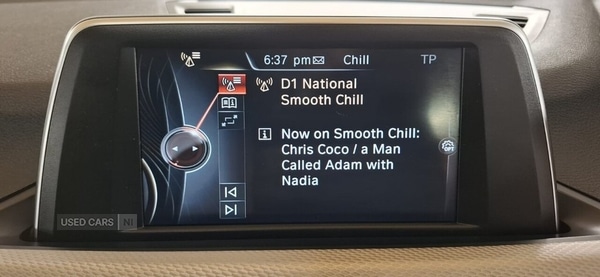 6:37 pm Chill TP
D1 National
Smooth Chill
Now on Smooth Chill:
Chris Coco / a Man
Called Adam with
Nadia
OPT
USED CARS NI